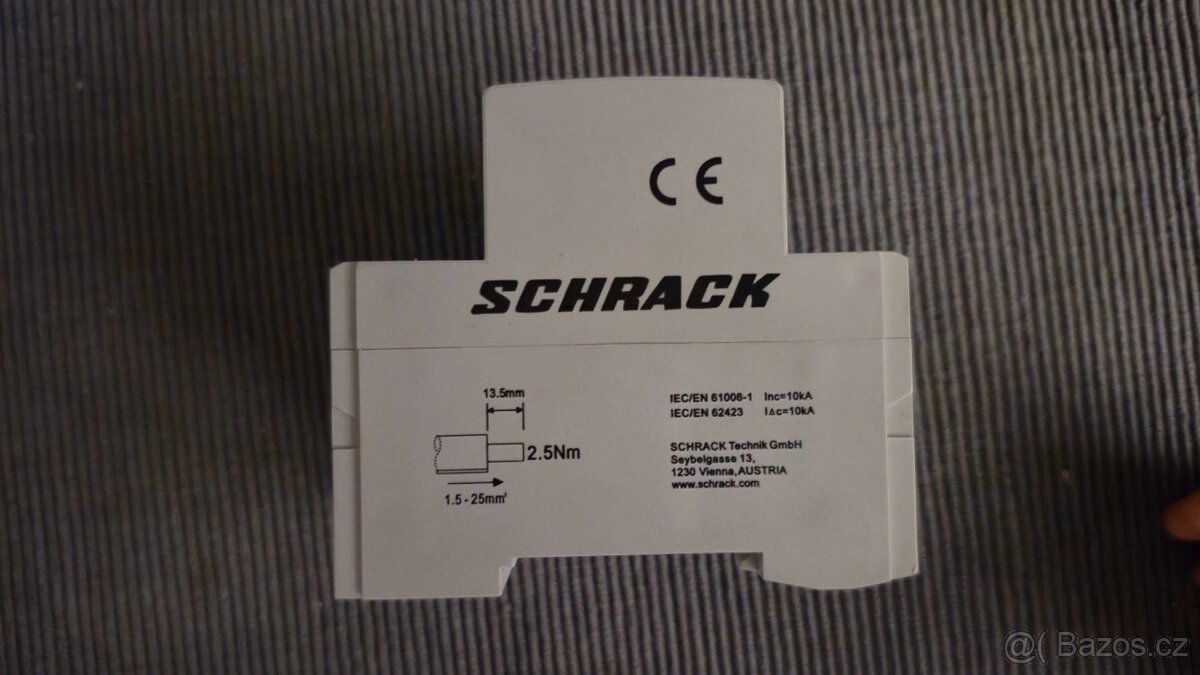 CE
SCHRACK
13.5mm
2.5Nm
1.5 - 25mm²
IEC/EN 61008-1 Inc=10kA
IEC/EN 62423 I∆c=10kA
SCHRACK Technik GmbH
Seybelgasse 13,
1230 Vienna,AUSTRIA
www.schrack.com
@( Bazos.cz